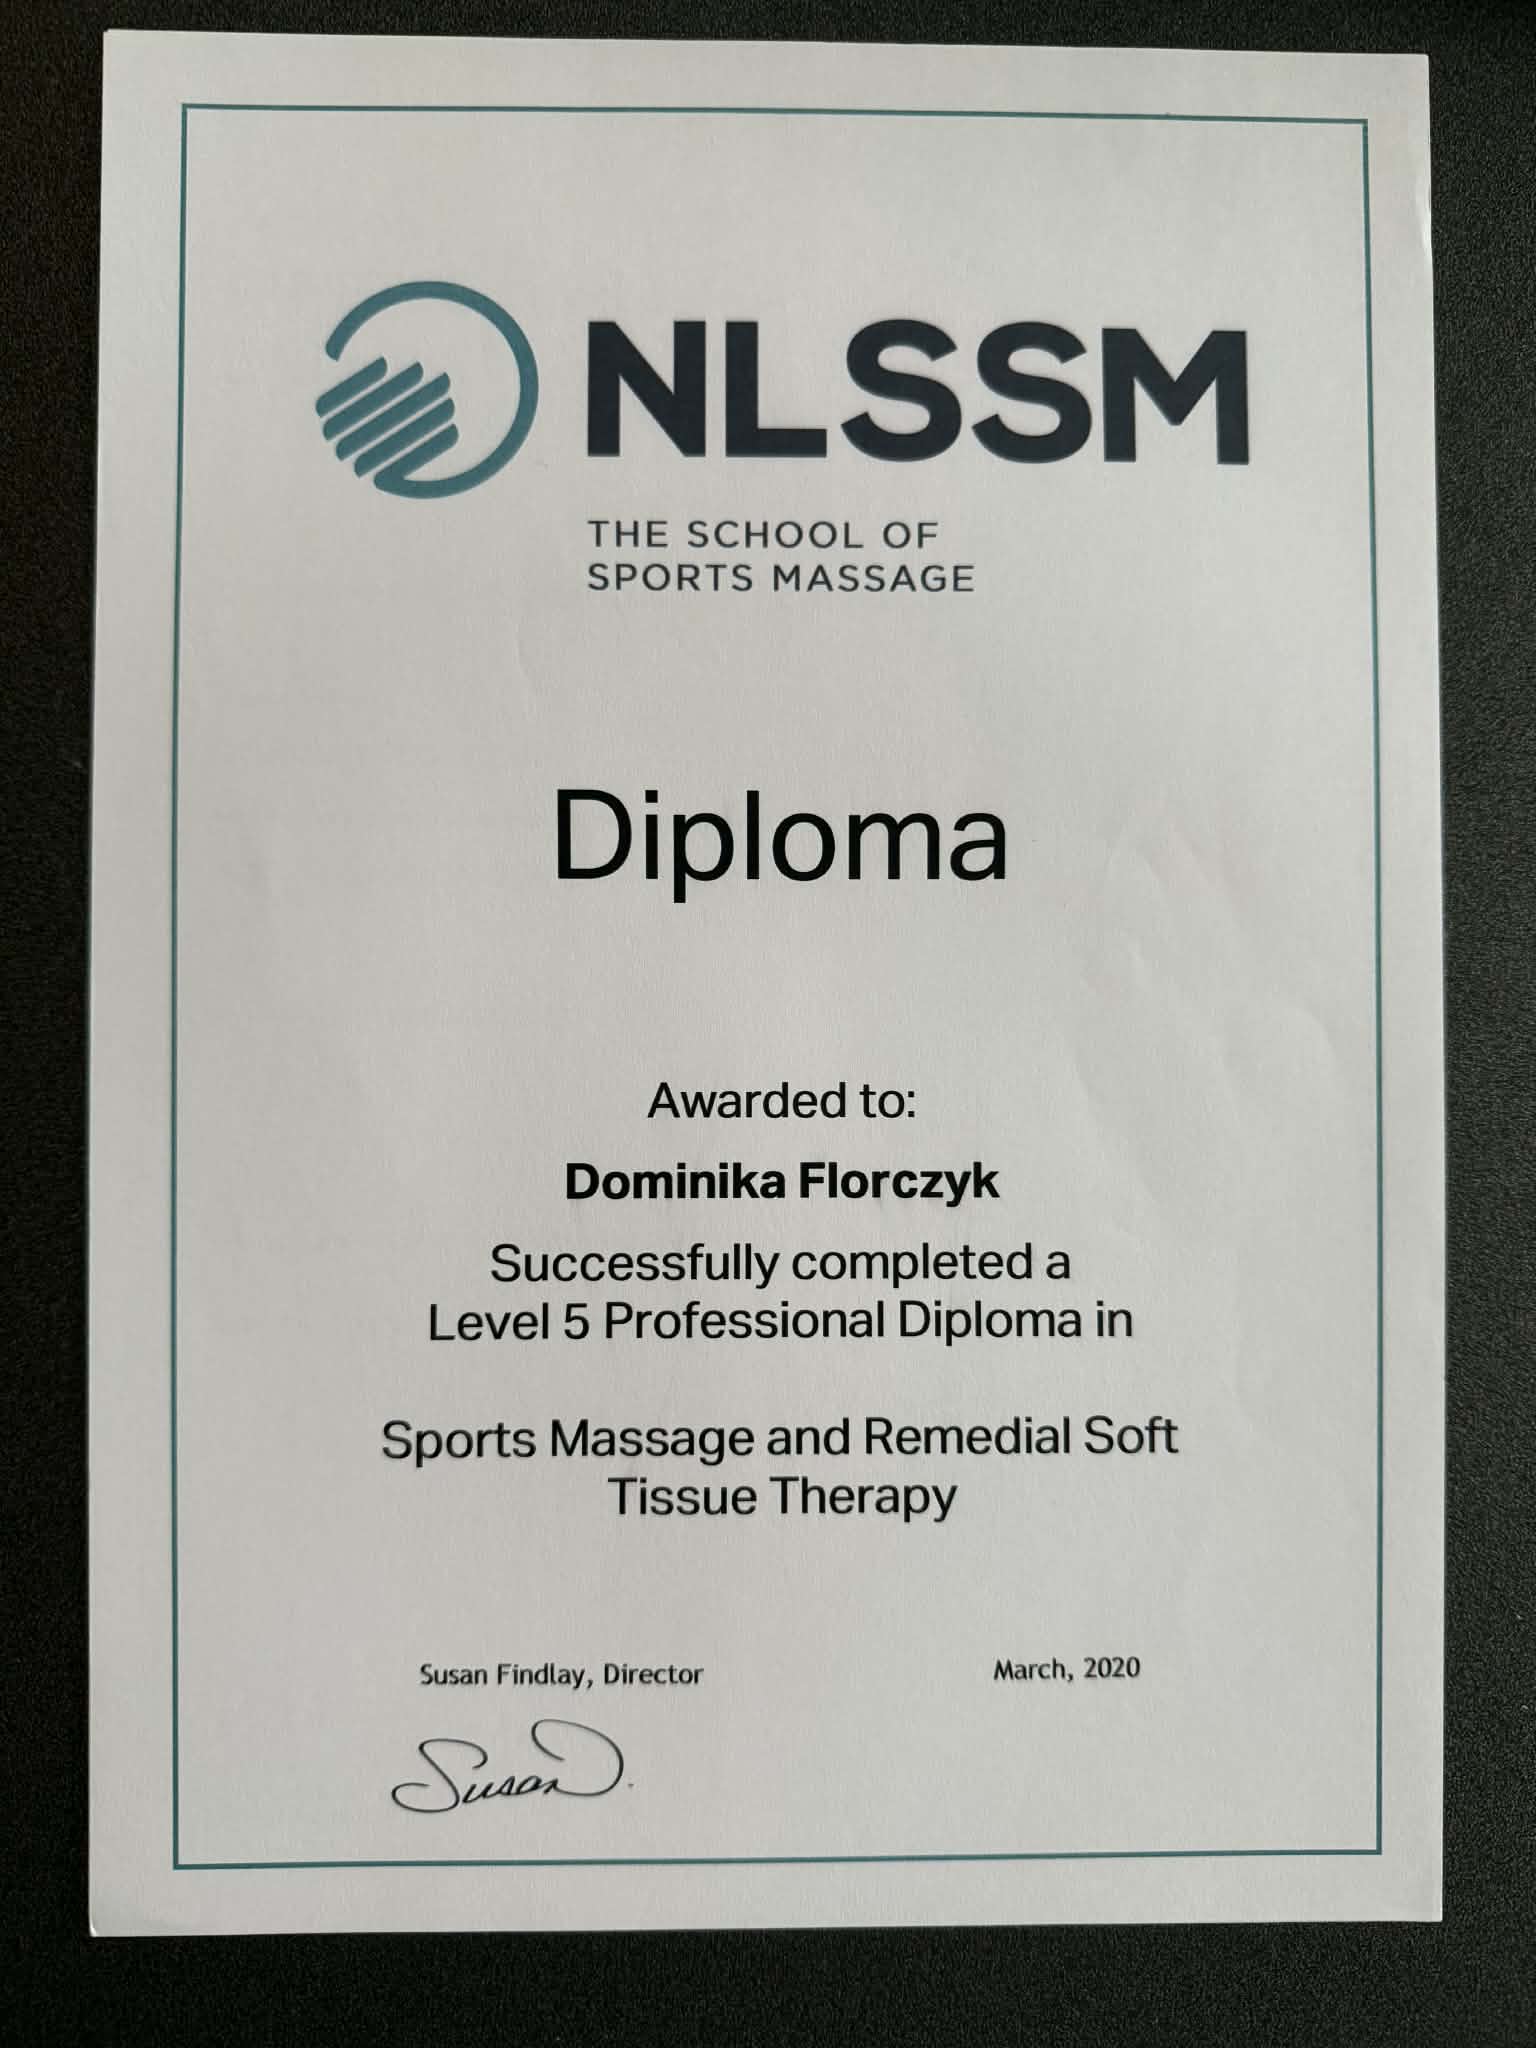 NLSSM
THE SCHOOL OF
SPORTS MASSAGE
Diploma
Awarded to:
Dominika Florczyk
Successfully completed a
Level 5 Professional Diploma in
Sports Massage and Remedial Soft
Tissue Therapy
Susan Findlay, Director
March, 2020
Susan